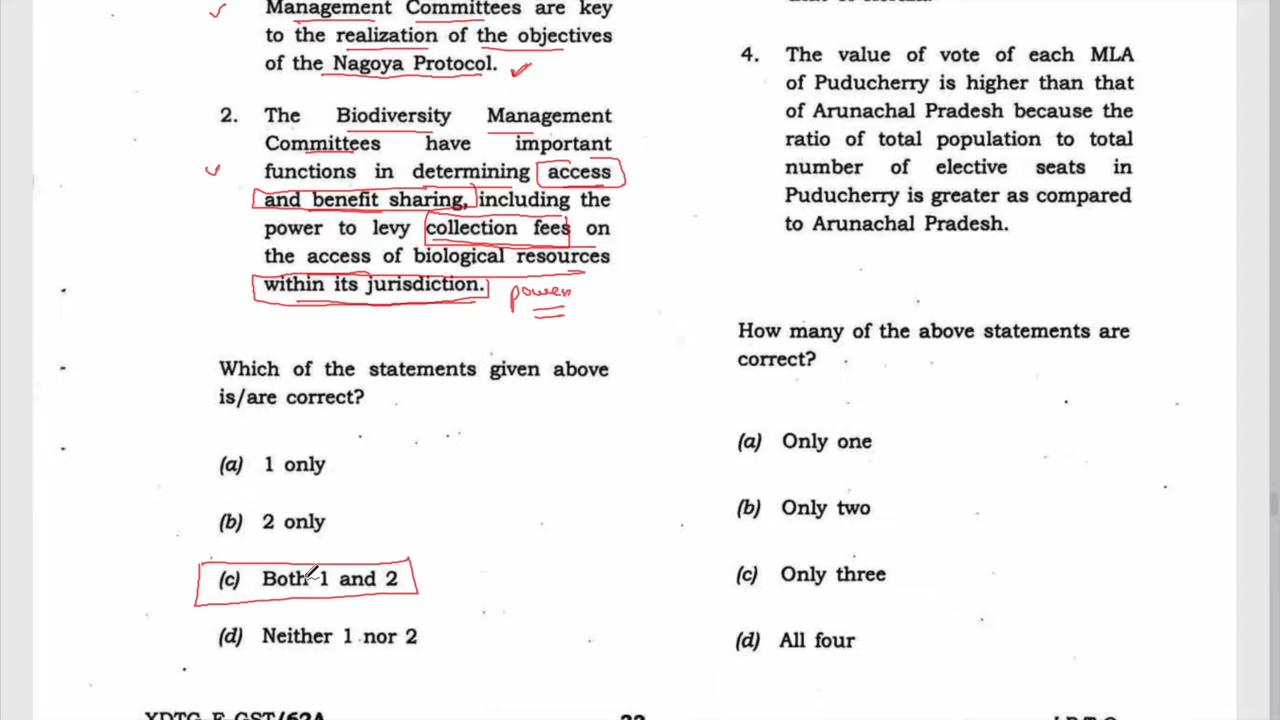 Management Committees are key
to the realization of the objectives
of the Nagoya Protocol.
2. The Biodiversity Management
Committees have important
functions in determining access
and benefit sharing, including the
power to levy collection fees on
the access of biological resources
within its jurisdiction.
power
Which of the statements given above
is/are correct?
(a) 1 only
(b) 2 only
(c) Both 1 and 2
(d) Neither 1 nor 2
4. The value of vote of each MLA
of Puducherry is higher than that
of Arunachal Pradesh because the
ratio of total population to total
number of elective seats in
Puducherry is greater as compared
to Arunachal Pradesh.
How many of the above statements are
correct?
(a) Only one
(b) Only two
(c) Only three
(d) All four